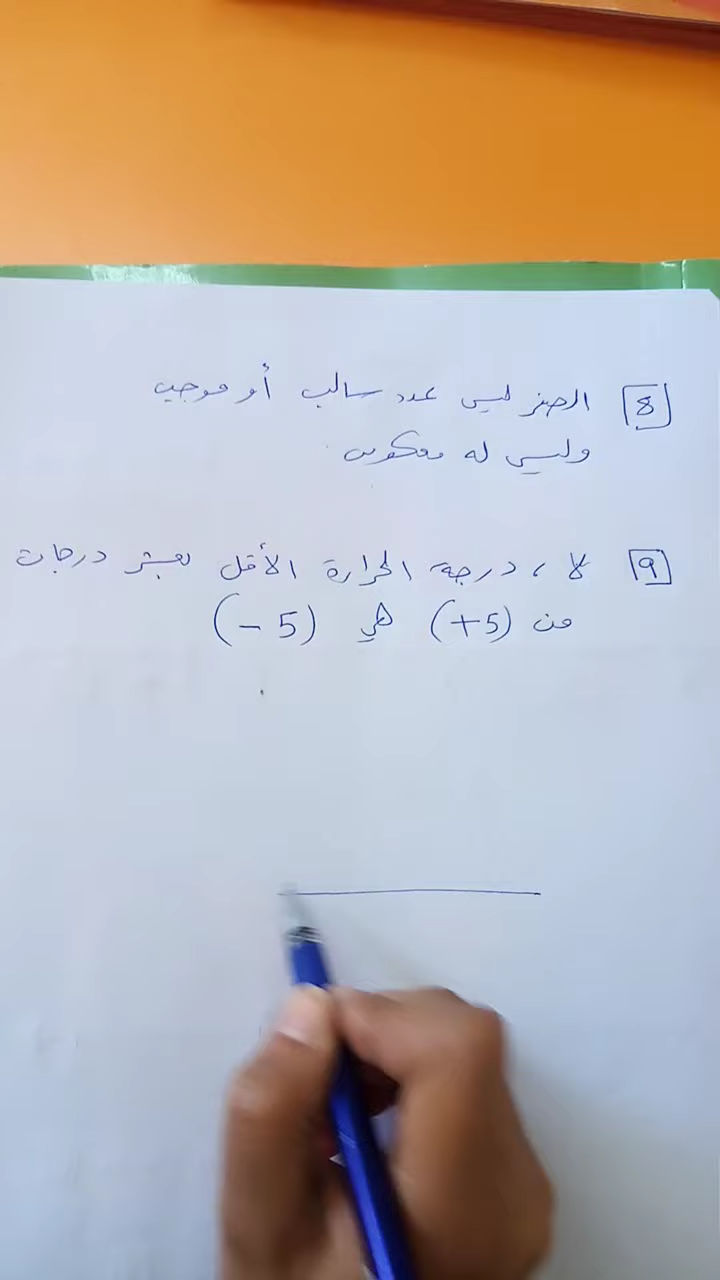 8 الصفر ليس عدد سالب أو موجب
وليس له معكوس
9 لا ، درجة الحرارة الأقل بعشر درجات
من (+5) هي (-5)